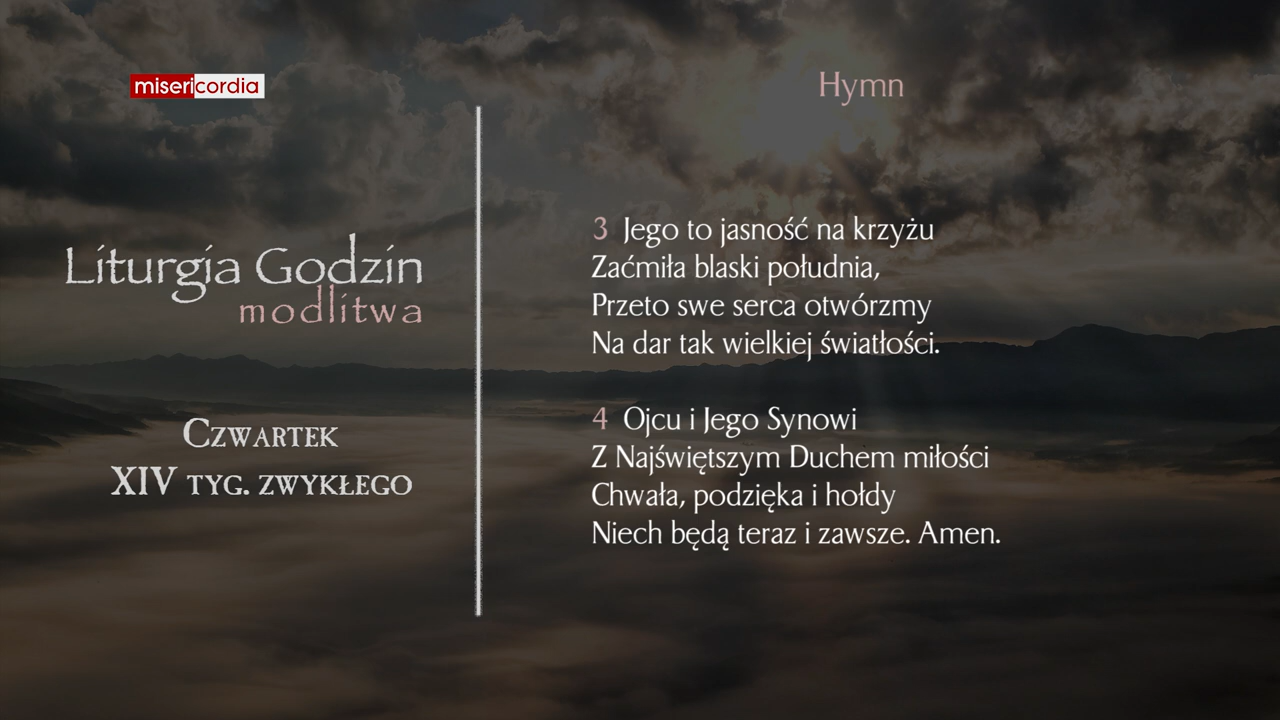 misericordia
Liturgia Godzin
modlitwa
Czwartek
XIV tyg. zwykłego
Hymn
3 Jego to jasność na krzyżu
Zaćmiła blaski południa,
Przeto swe serca otwórzmy
Na dar tak wielkiej światłości.
4 Ojcu i Jego Synowi
Z Najświętszym Duchem miłości
Chwała, podzięka i hołdy
Niech będą teraz i zawsze. Amen.